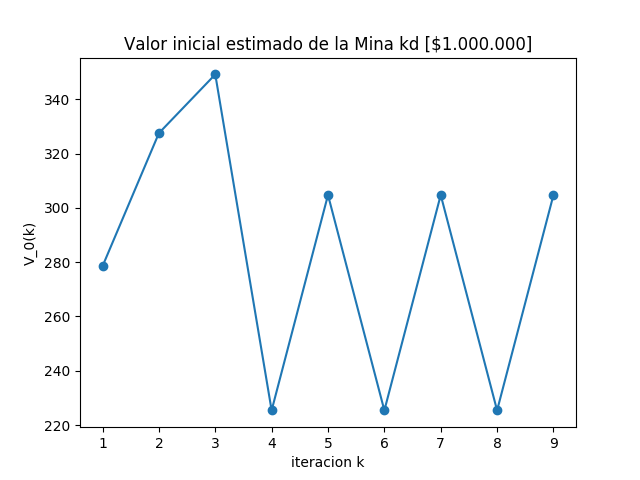 Valor inicial estimado de la Mina kd [$1.000.000]
V_0(k)
340
320
300
280
260
240
220
1 2 3 4 5 6 7 8 9
iteracion k